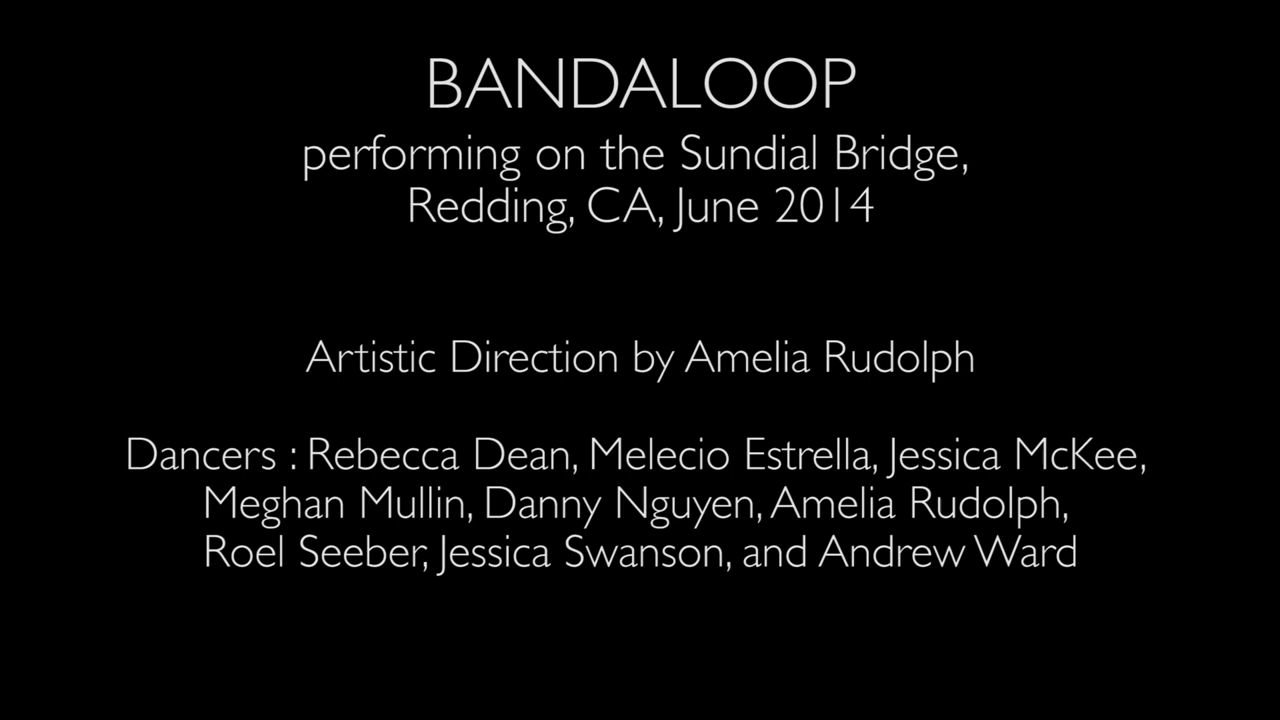 BANDALOOP
performing on the Sundial Bridge,
Redding, CA, June 2014
Artistic Direction by Amelia Rudolph
Dancers : Rebecca Dean, Melecio Estrella, Jessica McKee,
Meghan Mullin, Danny Nguyen, Amelia Rudolph,
Roel Seeber, Jessica Swanson, and Andrew Ward